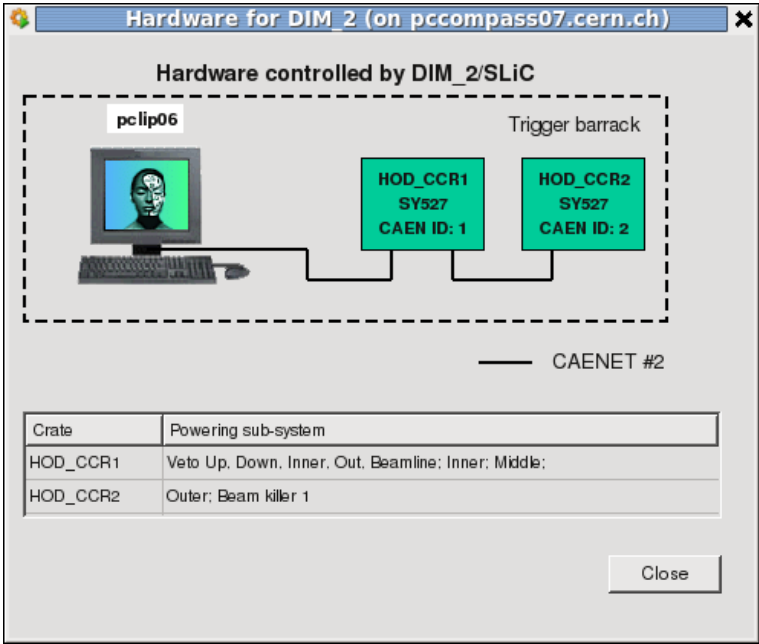 Hardware for DIM_2 (on pccompass07.cern.ch)
Hardware controlled by DIM_2/SLiC
pclip06
Trigger barrack
HOD_CCR1
SY527
CAEN ID: 1
HOD_CCR2
SY527
CAEN ID: 2
CAENET #2
Crate Powering sub-system
HOD_CCR1 Veto Up, Down, Inner, Out, Beamline; Inner; Middle;
HOD_CCR2 Outer; Beam killer 1
Close